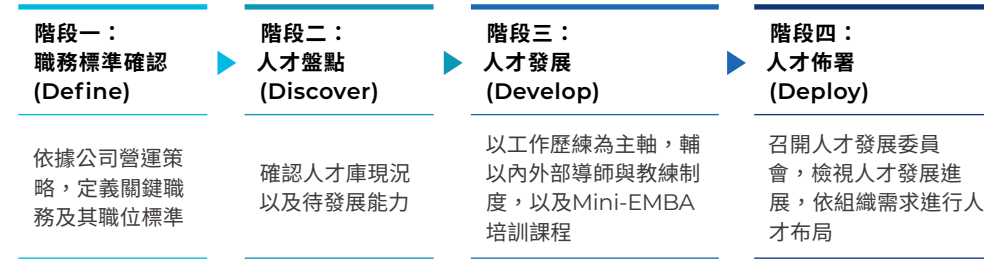 階段一：
職務標準確認
(Define)
依據公司營運策
略，定義關鍵職
務及其職位標準
階段二：
人才盤點
(Discover)
確認人才庫現況
以及待發展能力
階段三：
人才發展
(Develop)
以工作歷練為主軸，輔
以內外部導師與教練制
度，以及Mini-EMBA
培訓課程
階段四：
人才佈署
(Deploy)
召開人才發展委員
會，檢視人才發展進
展，依組織需求進行人
才布局